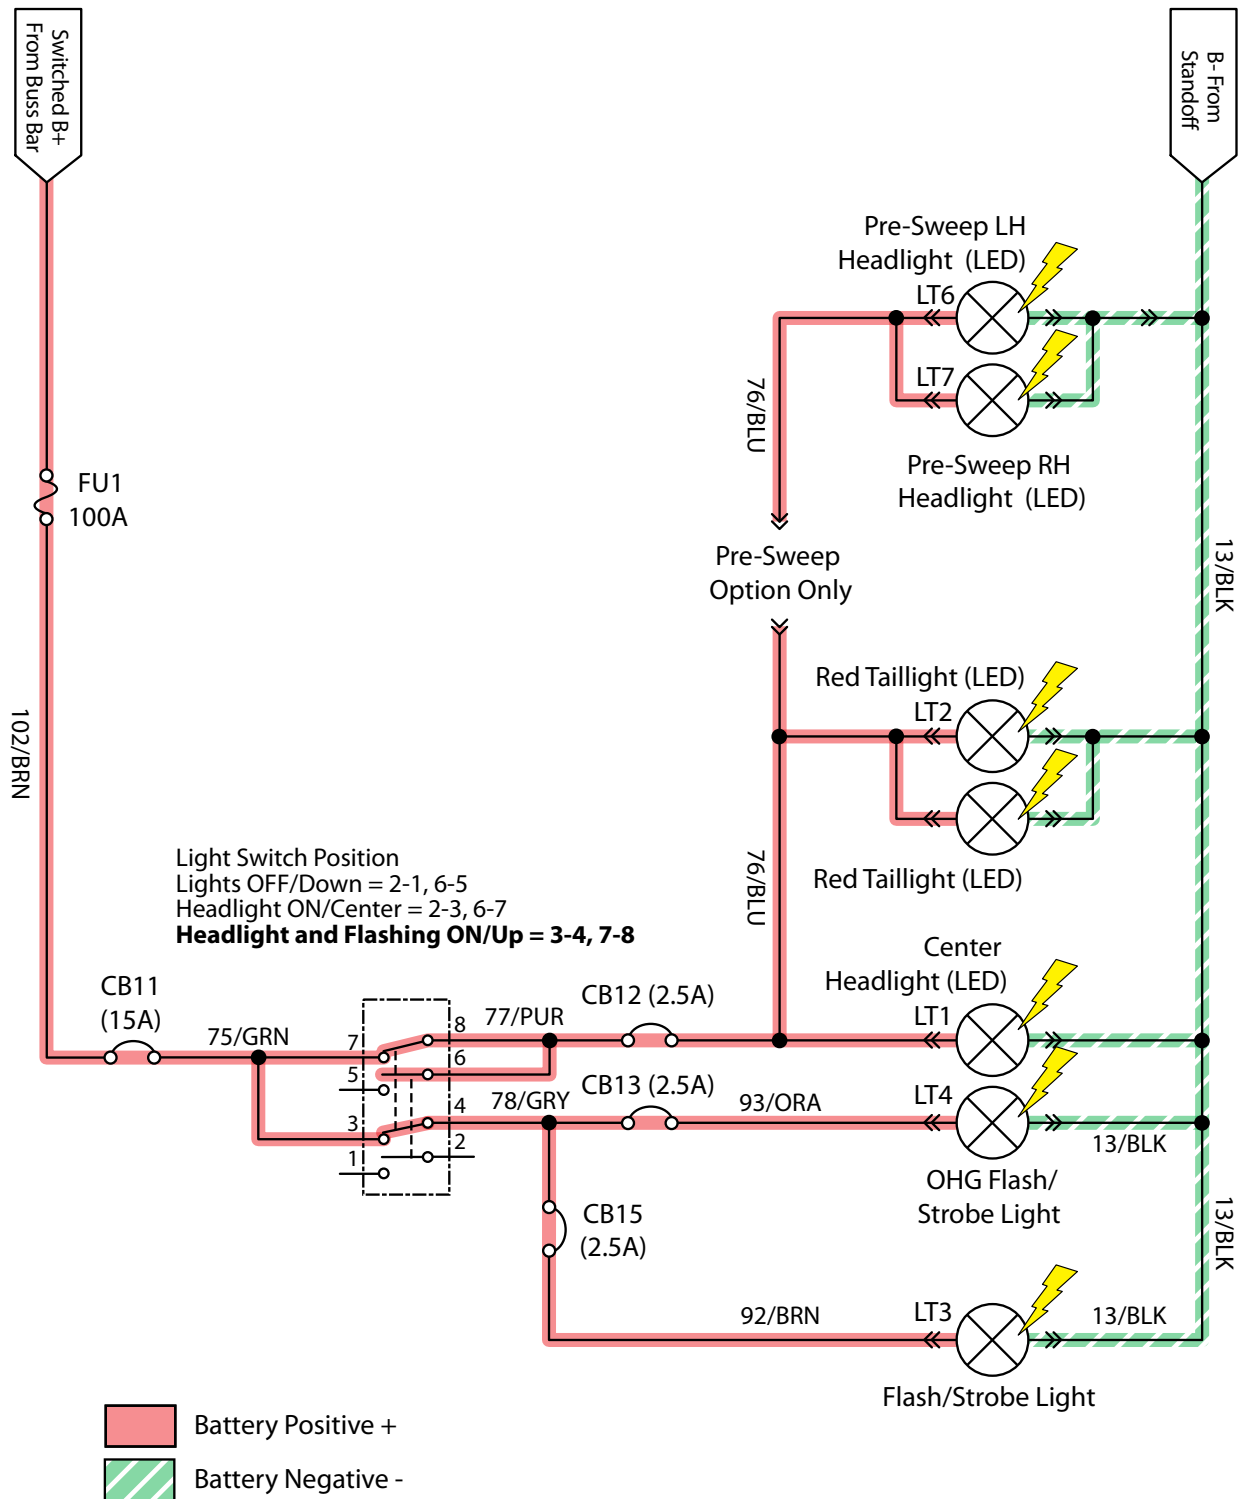 Switched B+
From Buss Bar
B- From
Standoff
Pre-Sweep LH
Headlight (LED)
LT6
LT7
76/BLU
Pre-Sweep RH
Headlight (LED)
FU1
100A
Pre-Sweep
Option Only
13/BLK
Red Taillight (LED)
LT2
102/BRN
Red Taillight (LED)
76/BLU
Light Switch Position
Lights OFF/Down = 2-1, 6-5
Headlight ON/Center = 2-3, 6-7
Headlight and Flashing ON/Up = 3-4, 7-8
Center
Headlight (LED)
LT1
CB11
(15A)
75/GRN
7
8
6
5
77/PUR
CB12 (2.5A)
3
4
2
1
78/GRY
CB13 (2.5A)
93/ORA
LT4
13/BLK
OHG Flash/
Strobe Light
CB15
(2.5A)
13/BLK
92/BRN
LT3
13/BLK
Flash/Strobe Light
Battery Positive +
Battery Negative -